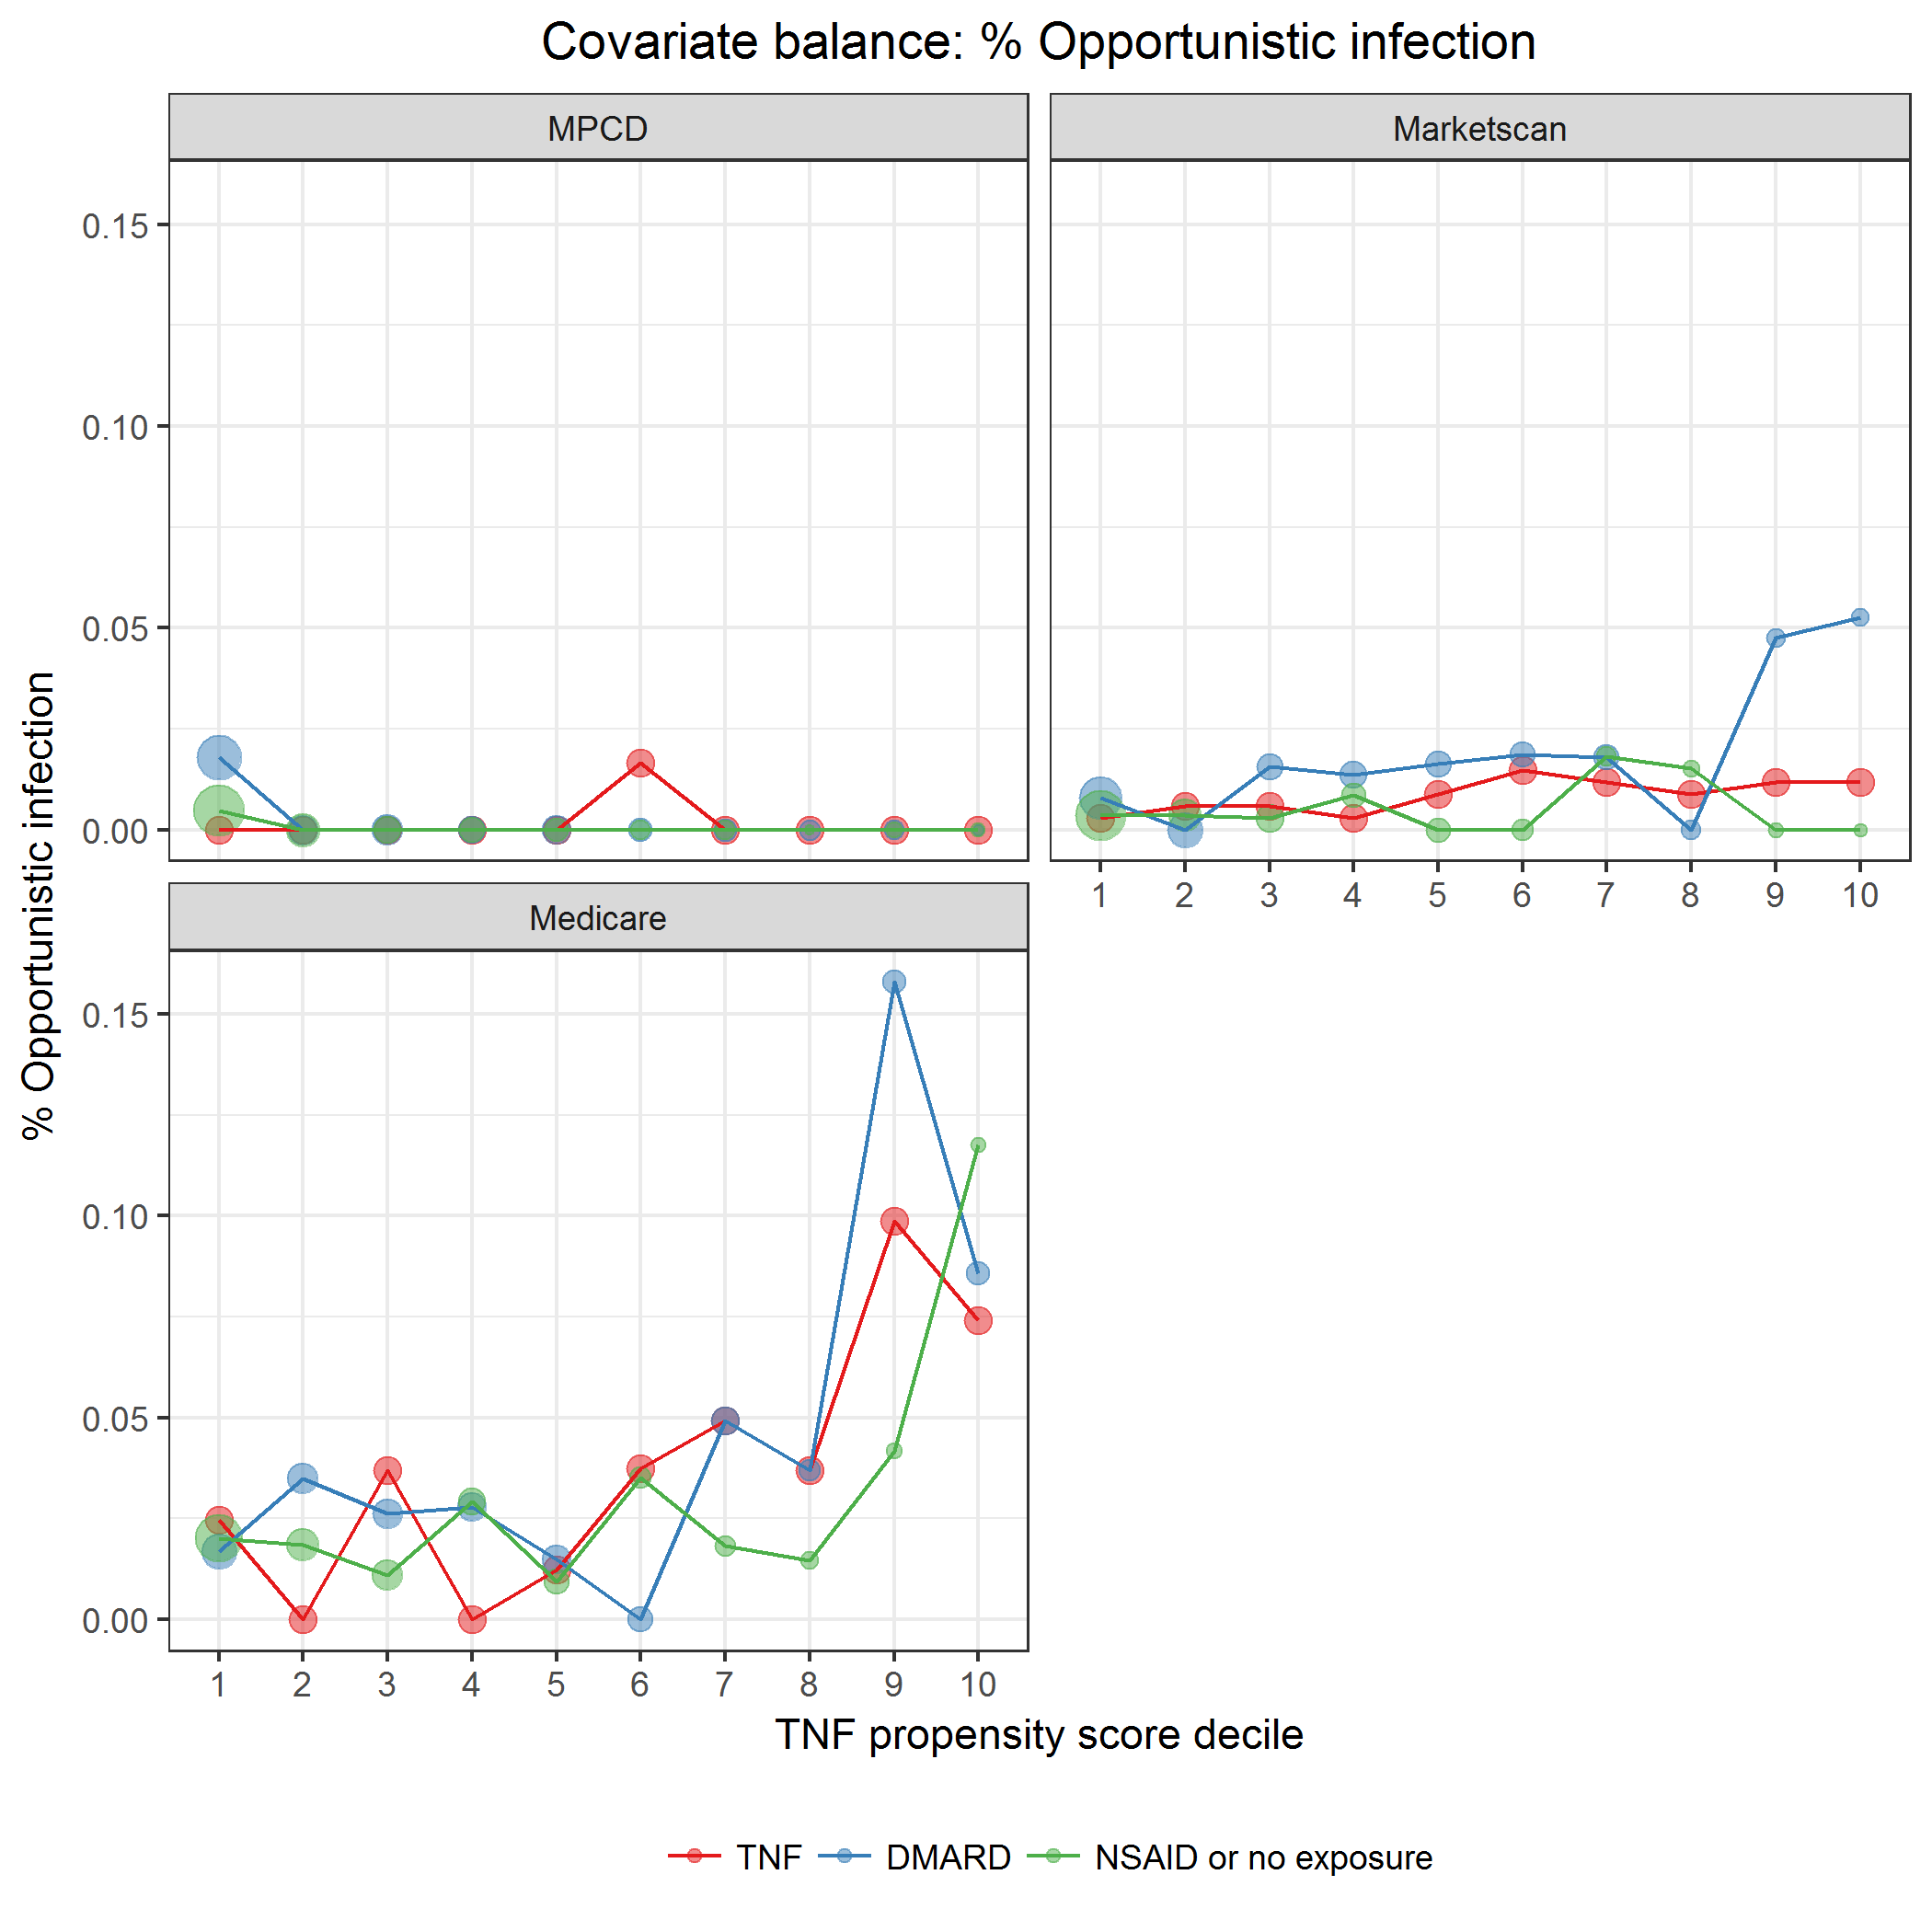 Covariate balance: % Opportunistic infection
MPCD
Marketscan
0.15
0.10
0.05
0.00
1 2 3 4 5 6 7 8 9 10
Medicare
0.15
0.10
0.05
0.00
1 2 3 4 5 6 7 8 9 10
% Opportunistic infection
TNF propensity score decile
TNF DMARD NSAID or no exposure